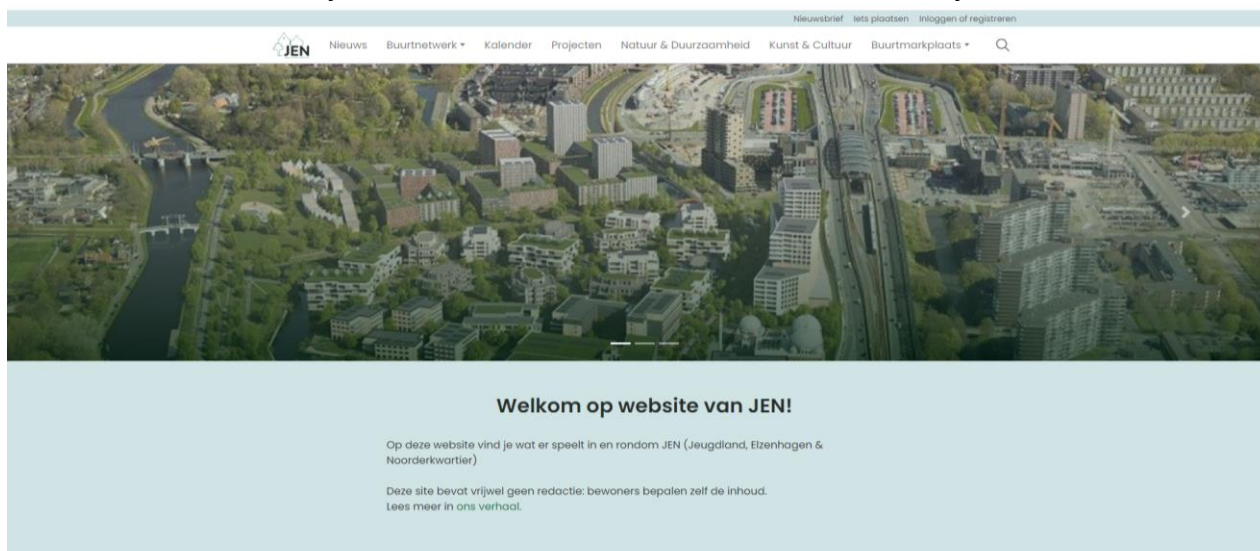 Nieuwsbrief Iets plaatsen Inloggen of registreren
JEN Nieuws Buurtnetwerk Kalender Projecten Natuur & Duurzaamheid Kunst & Cultuur Buurtmarkplaats
Welkom op website van JEN!
Op deze website vind je wat er speelt in en rondom JEN (Jeugdland, Elzenhagen &
Noorderkwartier)
Deze site bevat vrijwel geen redactie: bewoners bepalen zelf de inhoud.
Lees meer in ons verhaal.